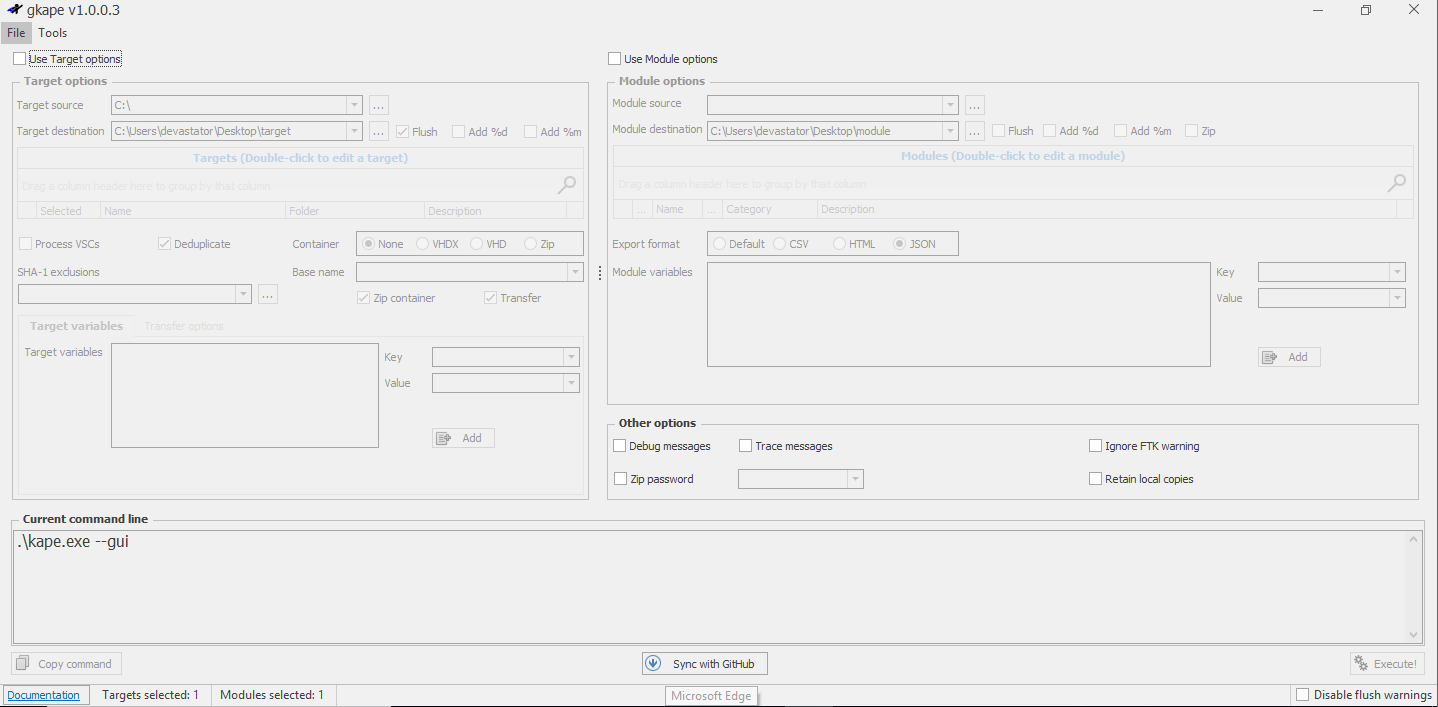 gkape v1.0.0.3
File Tools
Use Target options
Target options
Target source C:\ ...
Target destination C:\Users\devastator\Desktop\target ... Flush Add %d Add %m
Targets (Double-click to edit a target)
Drag a column header here to group by that column
Selected Name Folder Description
Process VSCs Deduplicate Container None VHDX VHD Zip
SHA-1 exclusions Base name
...
Zip container Transfer
Target variables Transfer options
Target variables Key
Value
Add
Use Module options
Module options
Module source ...
Module destination C:\Users\devastator\Desktop\module ... Flush Add %d Add %m Zip
Modules (Double-click to edit a module)
Drag a column header here to group by that column
... Name ... Category Description
Export format Default CSV HTML JSON
Module variables Key
Value
Add
Other options
Debug messages Trace messages Ignore FTK warning
Zip password Retain local copies
Current command line
.\kape.exe --gui
Copy command Sync with GitHub Execute!
Documentation Targets selected: 1 Modules selected: 1 Microsoft Edge Disable flush warnings